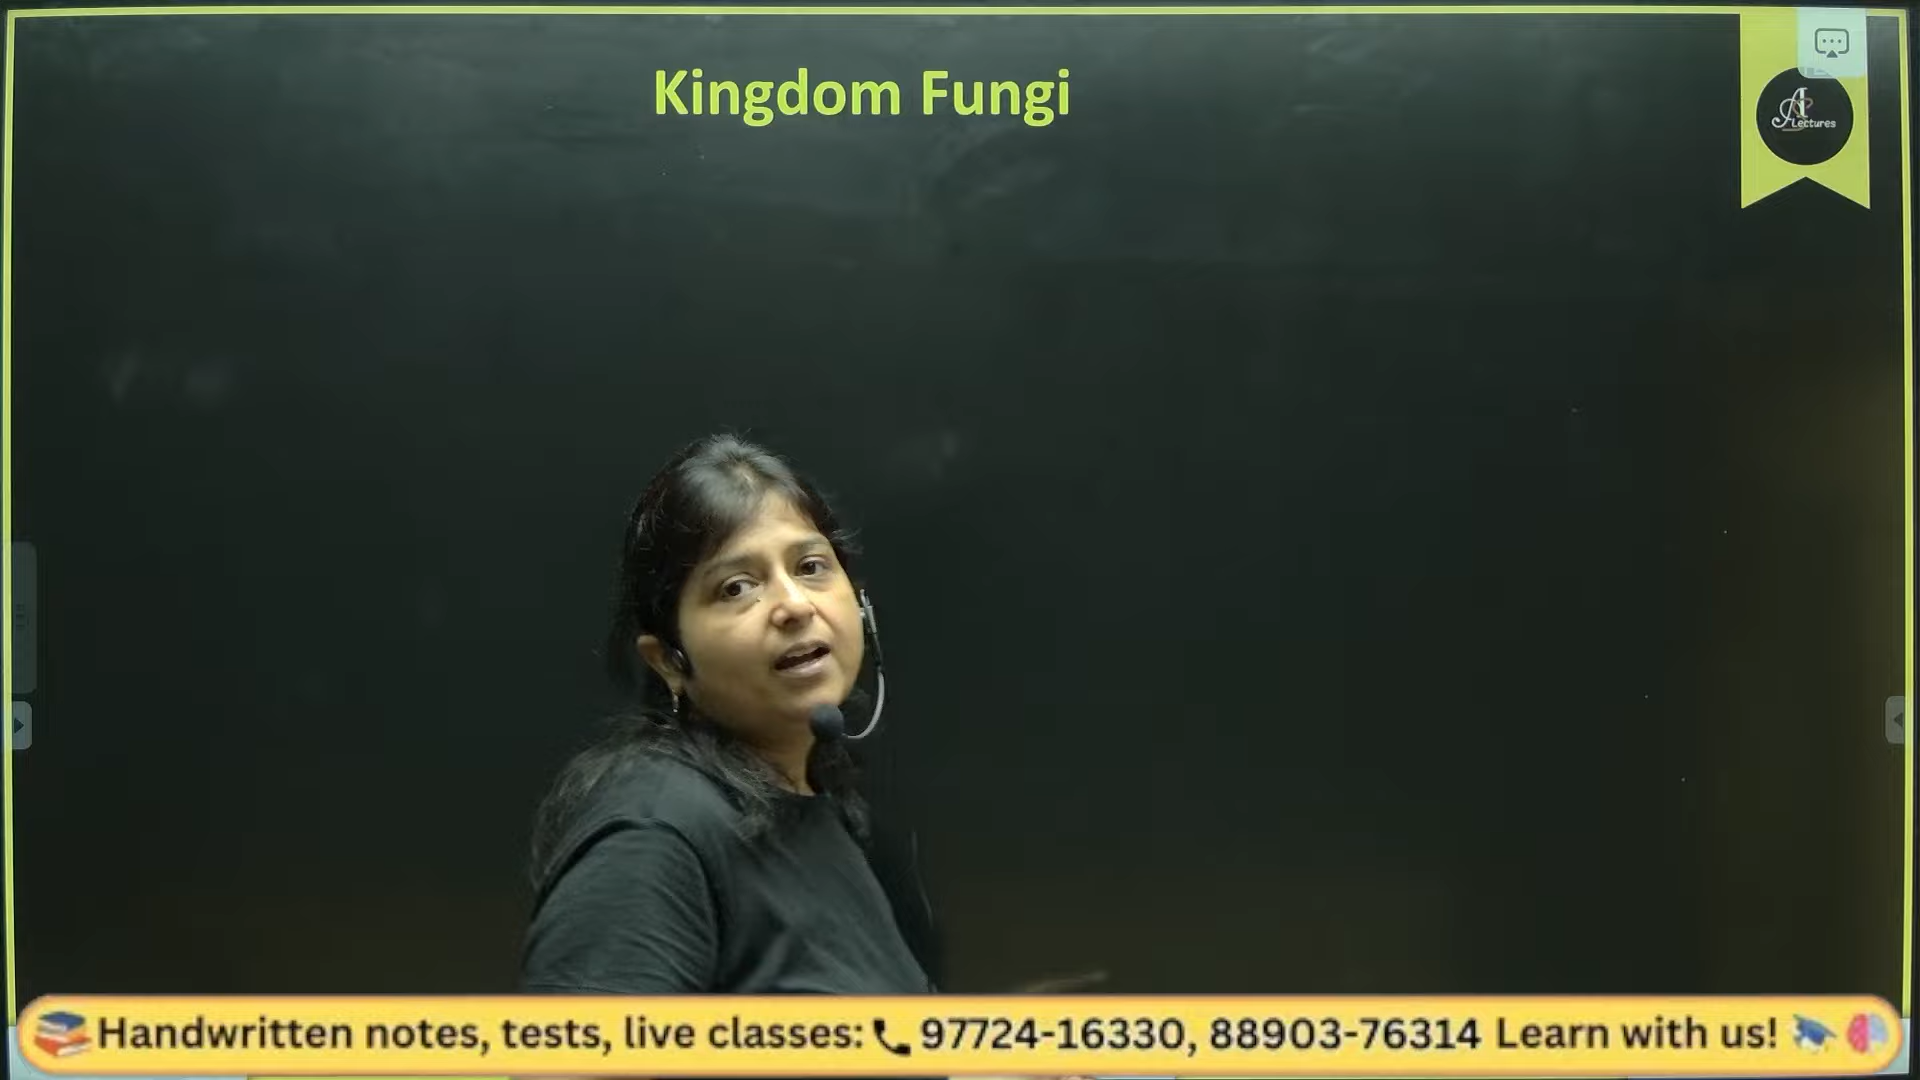 Kingdom Fungi
A
Lectures
Handwritten notes, tests, live classes: 97724-16330, 88903-76314 Learn with us!